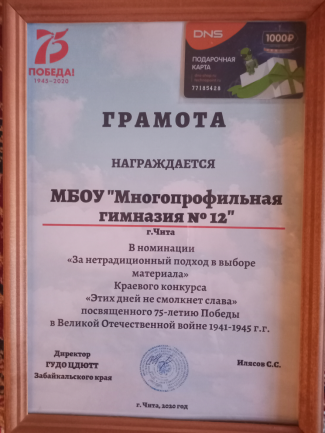 75
ПОБЕДА!
1945-2020
DNS
1000₽
ПОДАРОЧНАЯ
КАРТА
77185428
ГРАМОТА
НАГРАЖДАЕТСЯ
МБОУ "Многопрофильная
гимназия № 12"
г.Чита
В номинации
«За нетрадиционный подход в выборе
материала»
Краевого конкурса
«Этих дней не смолкнет слава»
посвященного 75-летию Победы
в Великой Отечественной войне 1941-1945 г.г.
Директор
ГУДО ЦДЮТТ
Забайкальского края
Илясов С.С.
г. Чита, 2020 год